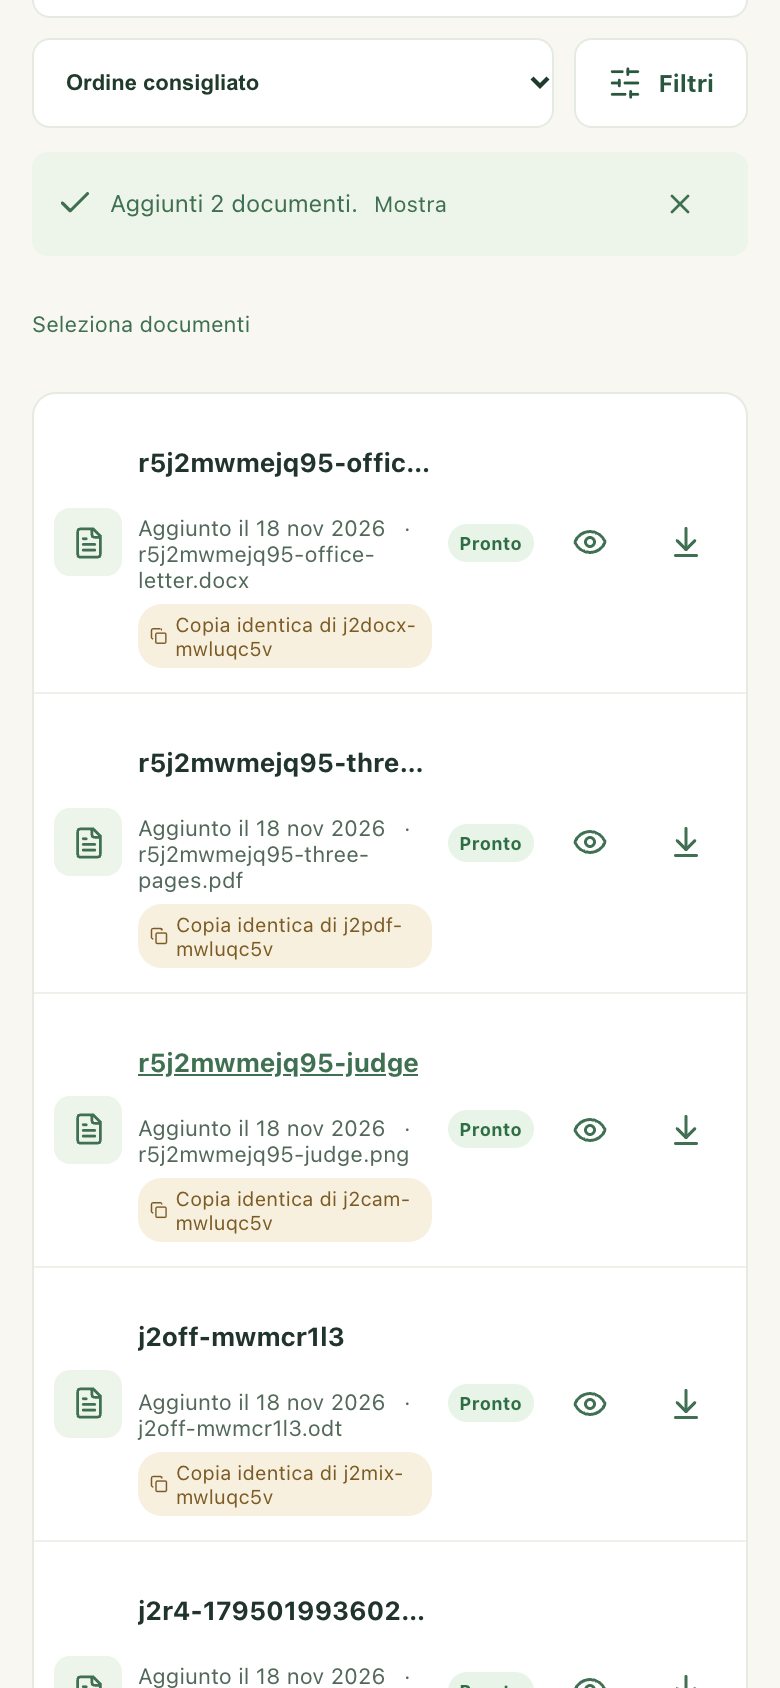 Ordine consigliato
Filtri
Aggiunti 2 documenti. Mostra
Seleziona documenti
r5j2mwmejq95-offic...
Aggiunto il 18 nov 2026 ·
r5j2mwmejq95-office-
letter.docx
Pronto
Copia identica di j2docx-
mwluqc5v
r5j2mwmejq95-thre...
Aggiunto il 18 nov 2026 ·
r5j2mwmejq95-three-
pages.pdf
Pronto
Copia identica di j2pdf-
mwluqc5v
r5j2mwmejq95-judge
Aggiunto il 18 nov 2026 ·
r5j2mwmejq95-judge.png
Pronto
Copia identica di j2cam-
mwluqc5v
j2off-mwmcr1l3
Aggiunto il 18 nov 2026 ·
j2off-mwmcr1l3.odt
Pronto
Copia identica di j2mix-
mwluqc5v
j2r4-179501993602...
Aggiunto il 18 nov 2026 ·